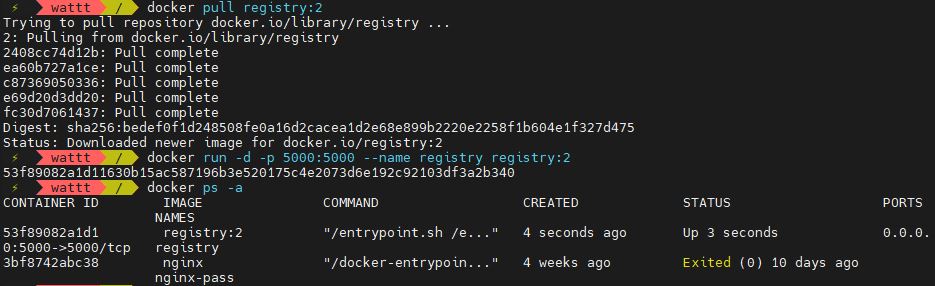 ⚡ wattt / docker pull registry:2
Trying to pull repository docker.io/library/registry ...
2: Pulling from docker.io/library/registry
2408cc74d12b: Pull complete
ea60b727a1ce: Pull complete
c87369050336: Pull complete
e69d20d3dd20: Pull complete
fc30d7061437: Pull complete
Digest: sha256:bedef0f1d248508fe0a16d2cacea1d2e68e899b2220e2258f1b604e1f327d475
Status: Downloaded newer image for docker.io/registry:2
⚡ wattt / docker run -d -p 5000:5000 --name registry registry:2
53f89082a1d11630b15ac587196b3e520175c4e2073d6e192c92103df3a2b340
⚡ wattt / docker ps -a
CONTAINER ID        IMAGE               COMMAND                  CREATED             STATUS                   PORTS
NAMES
53f89082a1d1        registry:2          "/entrypoint.sh /e..."   4 seconds ago       Up 3 seconds             0.0.0.
0:5000->5000/tcp   registry
3bf8742abc38        nginx               "/docker-entrypoin..."   4 weeks ago         Exited (0) 10 days ago
nginx-pass